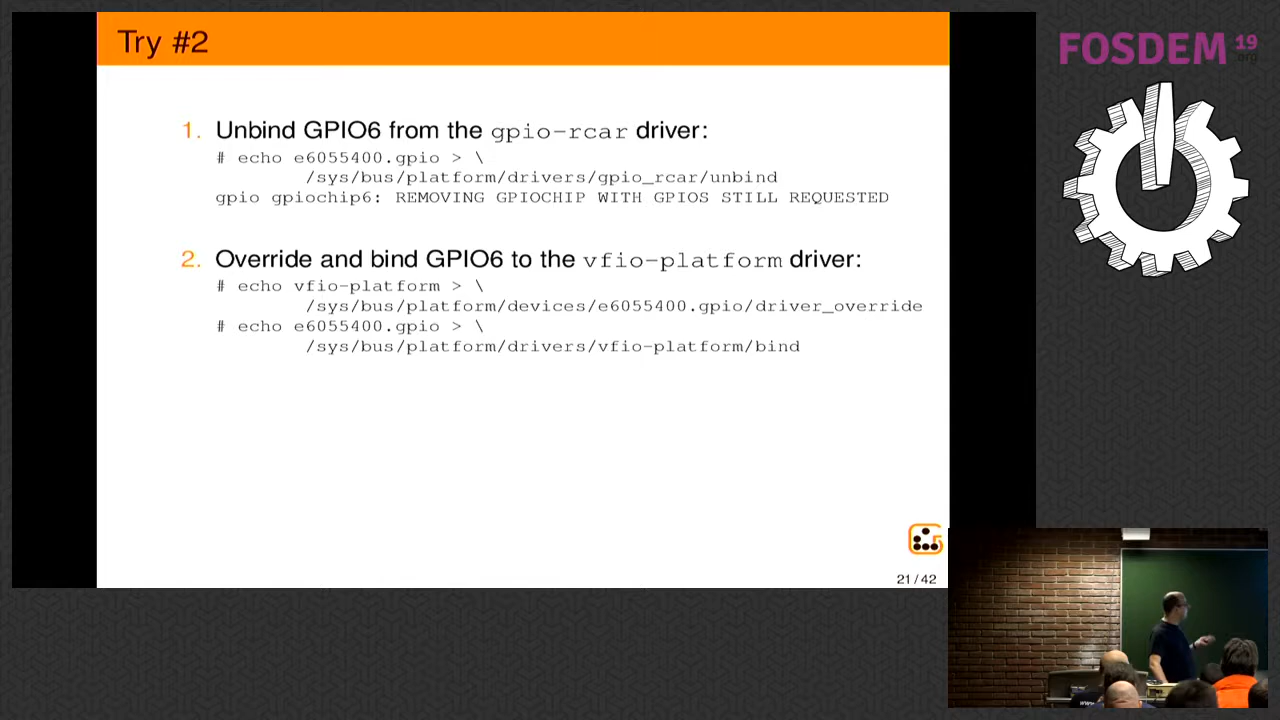 Try #2
FOSDEM 19
.org
1. Unbind GPIO6 from the gpio-rcar driver:
# echo e6055400.gpio > \
/sys/bus/platform/drivers/gpio_rcar/unbind
gpio gpiochip6: REMOVING GPIOCHIP WITH GPIOS STILL REQUESTED
2. Override and bind GPIO6 to the vfio-platform driver:
# echo vfio-platform > \
/sys/bus/platform/devices/e6055400.gpio/driver_override
# echo e6055400.gpio > \
/sys/bus/platform/drivers/vfio-platform/bind
21 / 42